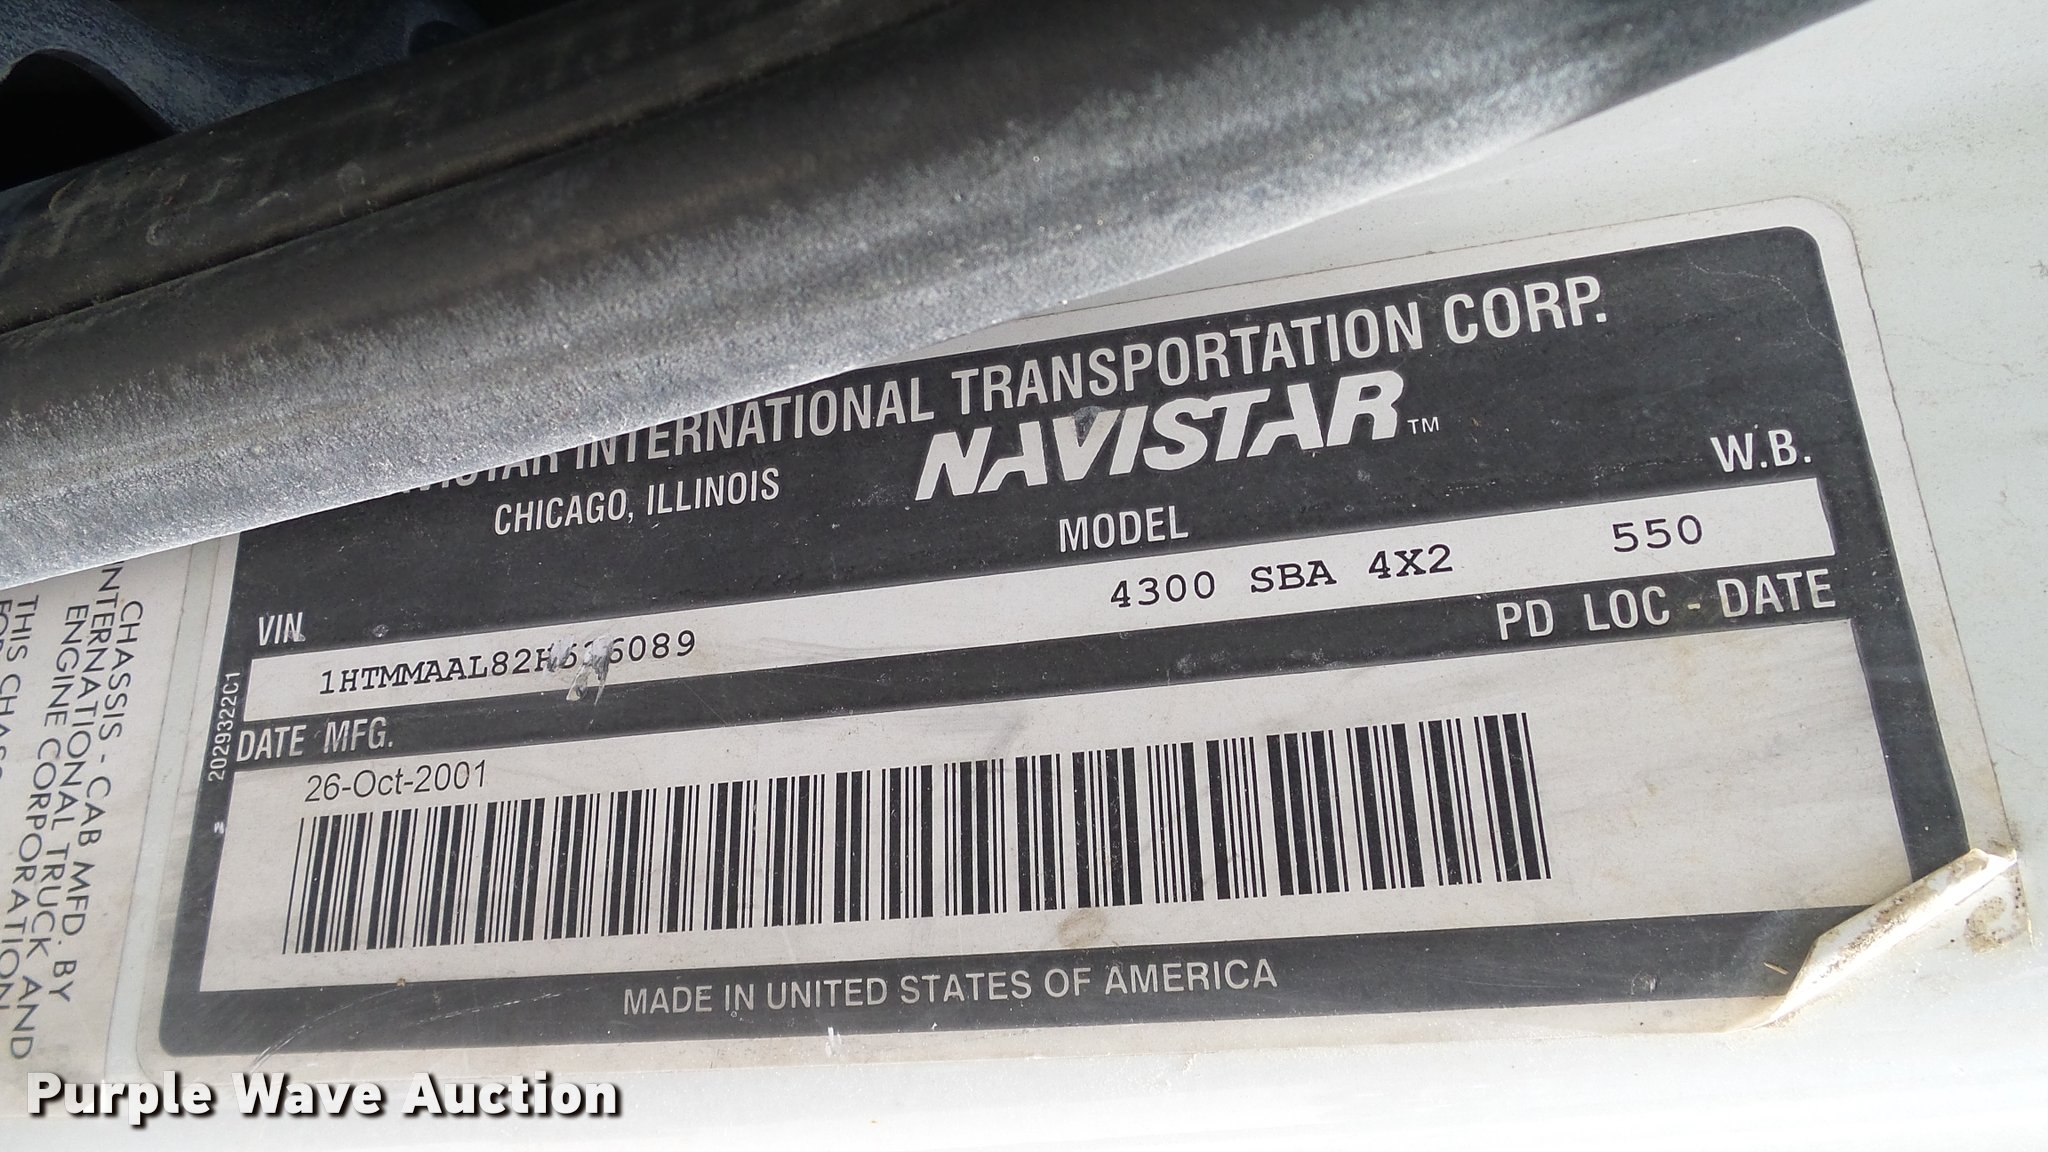 INTERNATIONAL TRANSPORTATION CORP.
CHICAGO, ILLINOIS
NAVISTAR™
VIN MODEL W.B.
1HTMMAAL82H536089 4300 SBA 4X2 550
DATE MFG. PD LOC - DATE
26-Oct-2001
MADE IN UNITED STATES OF AMERICA
2029322C1
CHASSIS - CAB MFD. BY
INTERNATIONAL TRUCK AND
ENGINE CORPORATION
THIS
Purple Wave Auction